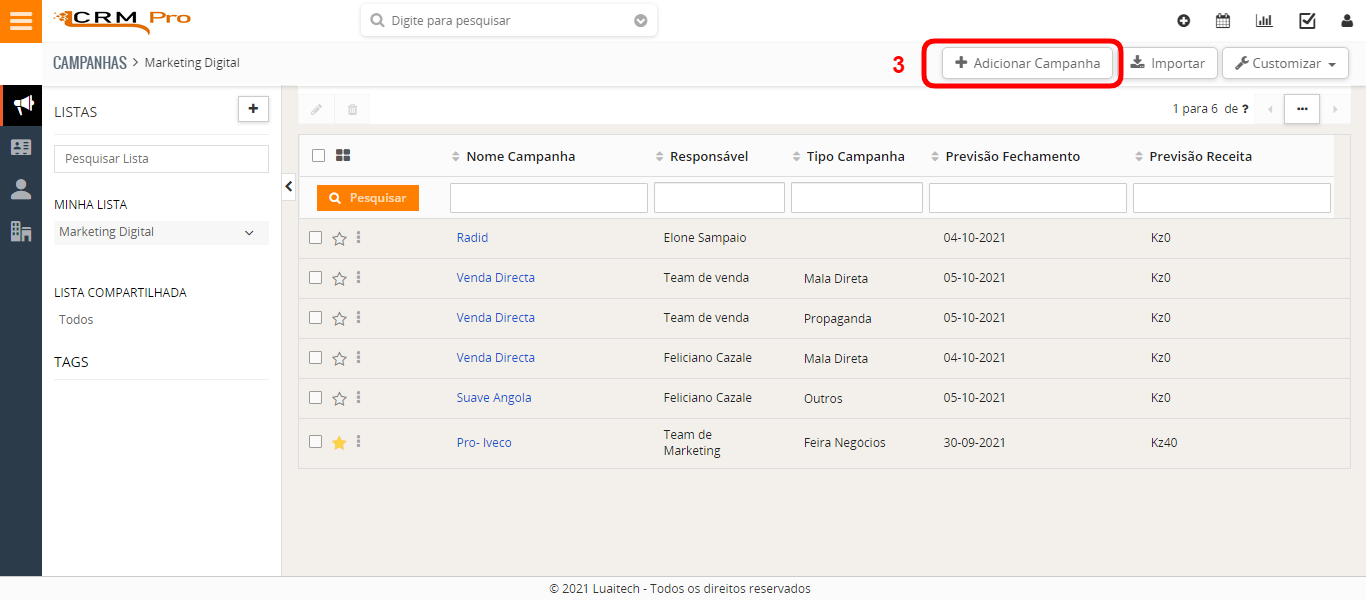 CRM Pro
Digite para pesquisar
CAMPANHAS > Marketing Digital
3
Adicionar Campanha
Importar
Customizar
LISTAS
Pesquisar Lista
MINHA LISTA
Marketing Digital
LISTA COMPARTILHADA
Todos
TAGS
1 para 6 de ?
Nome Campanha Responsável Tipo Campanha Previsão Fechamento Previsão Receita
Pesquisar
Radid Elone Sampaio 04-10-2021 Kz0
Venda Directa Team de venda Mala Direta 05-10-2021 Kz0
Venda Directa Team de venda Propaganda 05-10-2021 Kz0
Venda Directa Feliciano Cazale Mala Direta 04-10-2021 Kz0
Suave Angola Feliciano Cazale Outros 05-10-2021 Kz0
Pro- Iveco Team de Marketing Feira Negócios 30-09-2021 Kz40
© 2021 Luaitech - Todos os direitos reservados